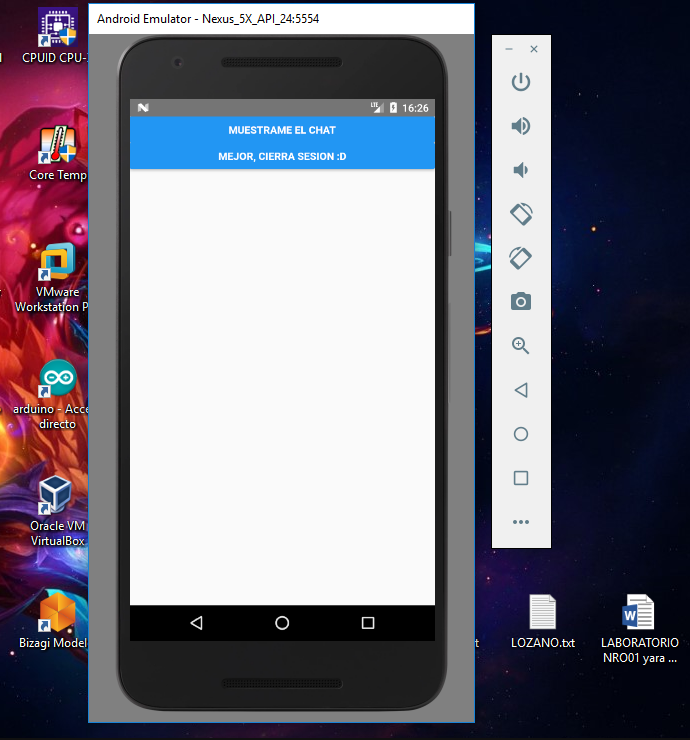 Android Emulator - Nexus_5X_API_24:5554
CPUID CPU-
Core Temp
VMware
Workstation P
arduino - Acce
directo
Oracle VM
VirtualBox
Bizagi Model
LTE
16:26
MUESTRAME EL CHAT
MEJOR, CIERRA SESION :D
LOZANO.txt
LABORATORIO
NRO01 yara ...